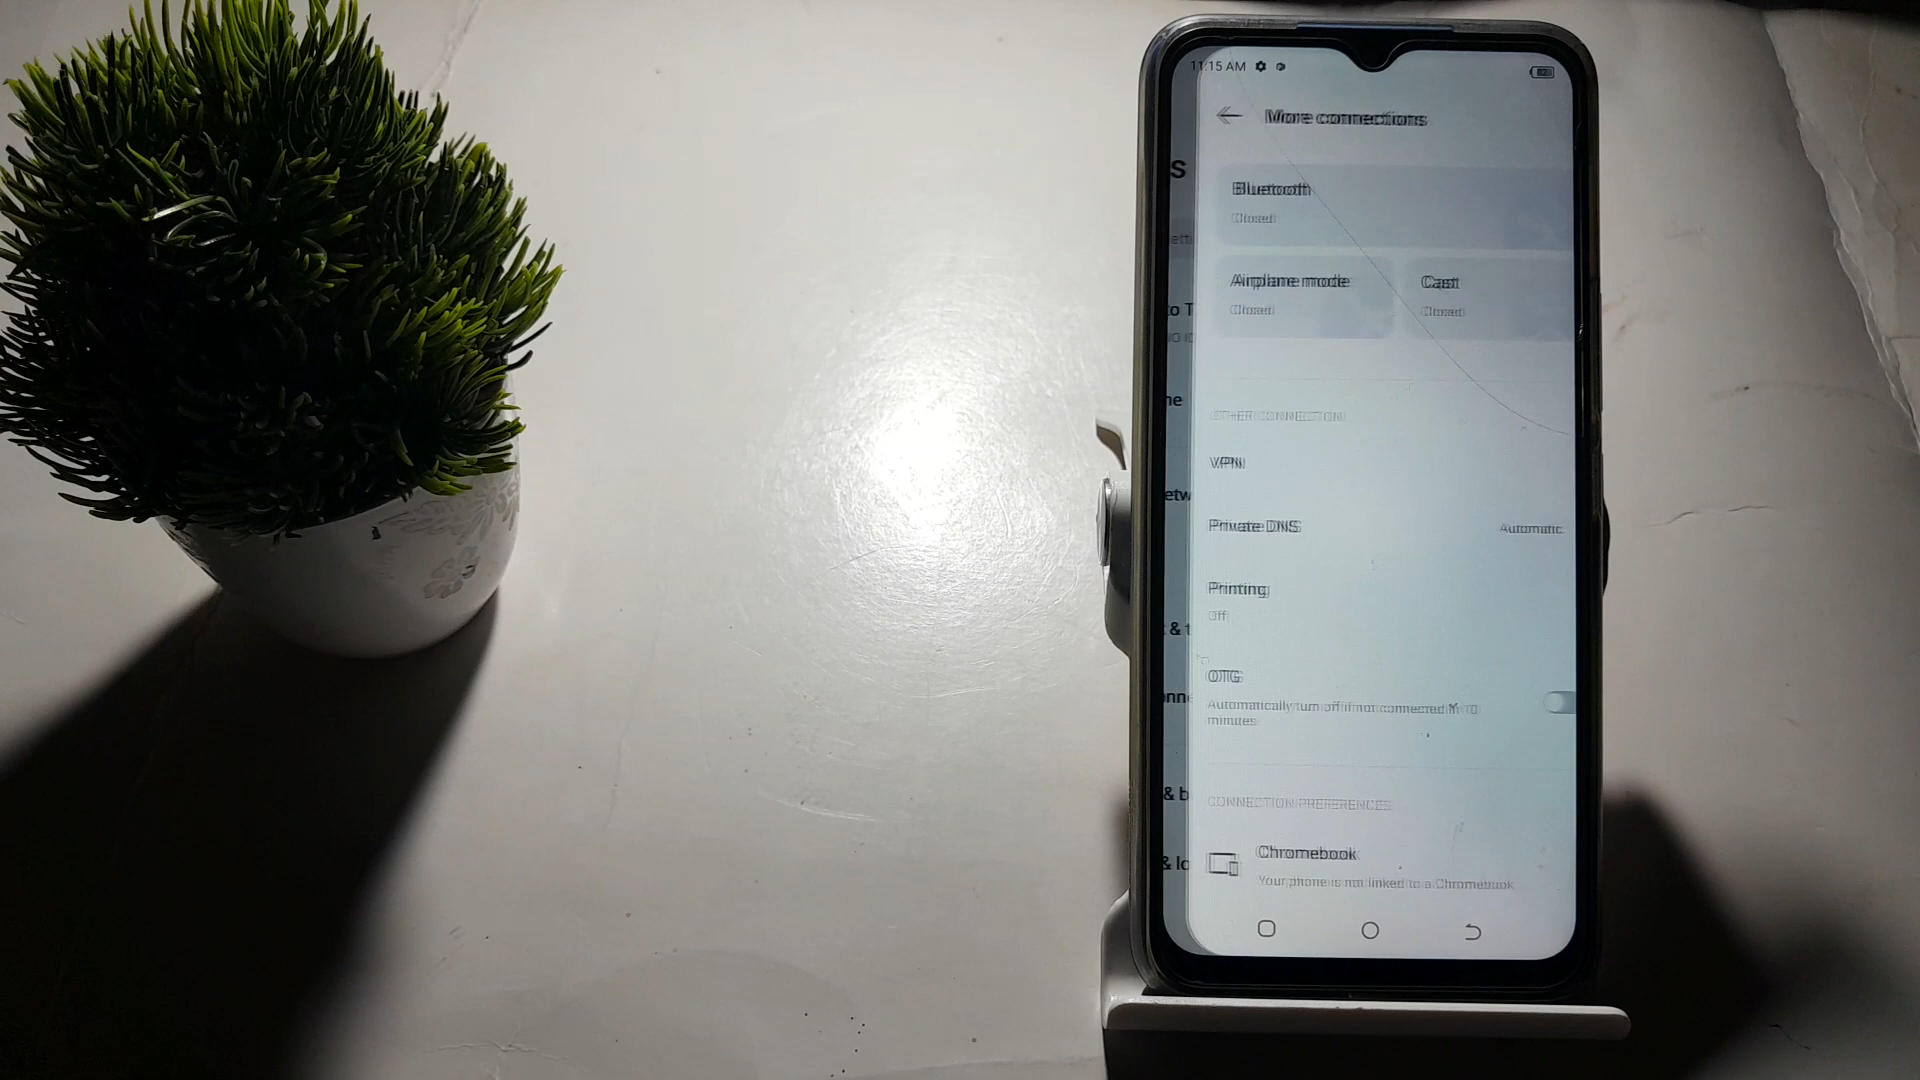 11:15 AM
82
More connections
Bluetooth
Closed
Airplane mode
Cast
Closed
Closed
OTHER CONNECTION
VPN
Private DNS
Automatic
Printing
Off
OTG
Automatically turn off if not connected in 10
minutes
CONNECTION PREFERENCES
Chromebook
Your phone is not linked to a Chromebook